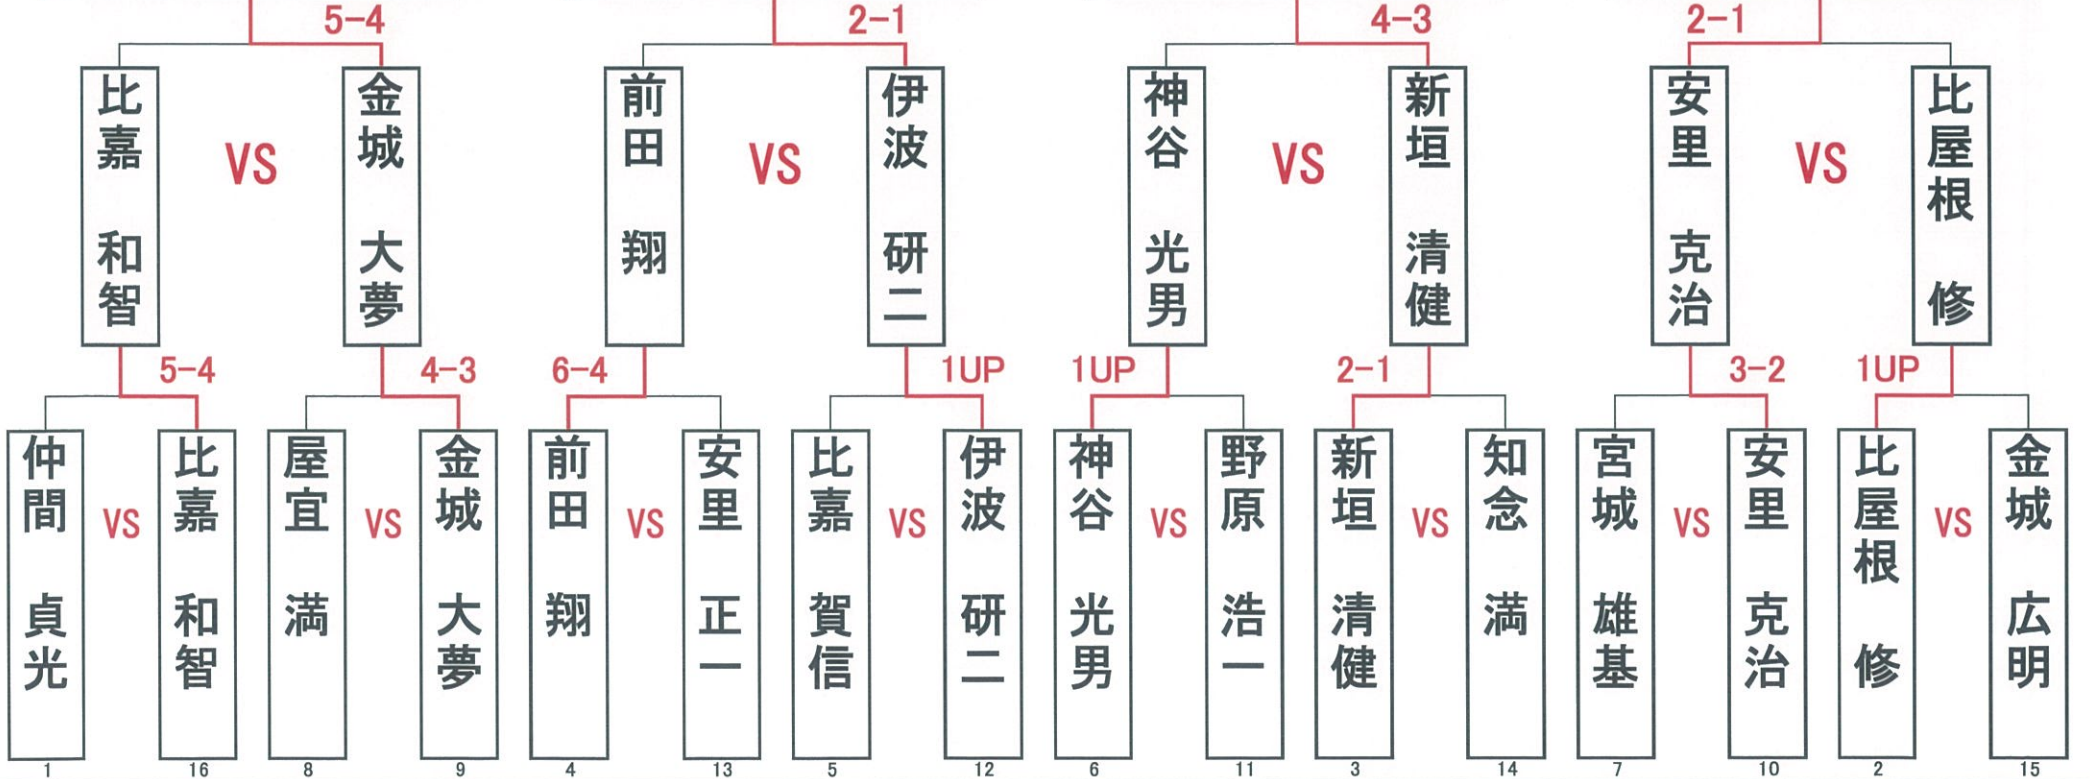 5-4
2-1
4-3
2-1
比嘉 和智
VS
金城 大夢
前田 翔
VS
伊波 研二
神谷 光男
VS
新垣 清健
安里 克治
VS
比屋根 修
5-4
4-3
6-4
1UP
1UP
2-1
3-2
1UP
仲間 貞光
VS
比嘉 和智
屋宜 満
VS
金城 大夢
前田 翔
VS
安里 正一
比嘉 賀信
VS
伊波 研二
神谷 光男
VS
野原 浩一
新垣 清健
VS
知念 満
宮城 雄基
VS
安里 克治
比屋根 修
VS
金城 広明
1
16
8
9
4
13
5
12
6
11
3
14
7
10
2
15